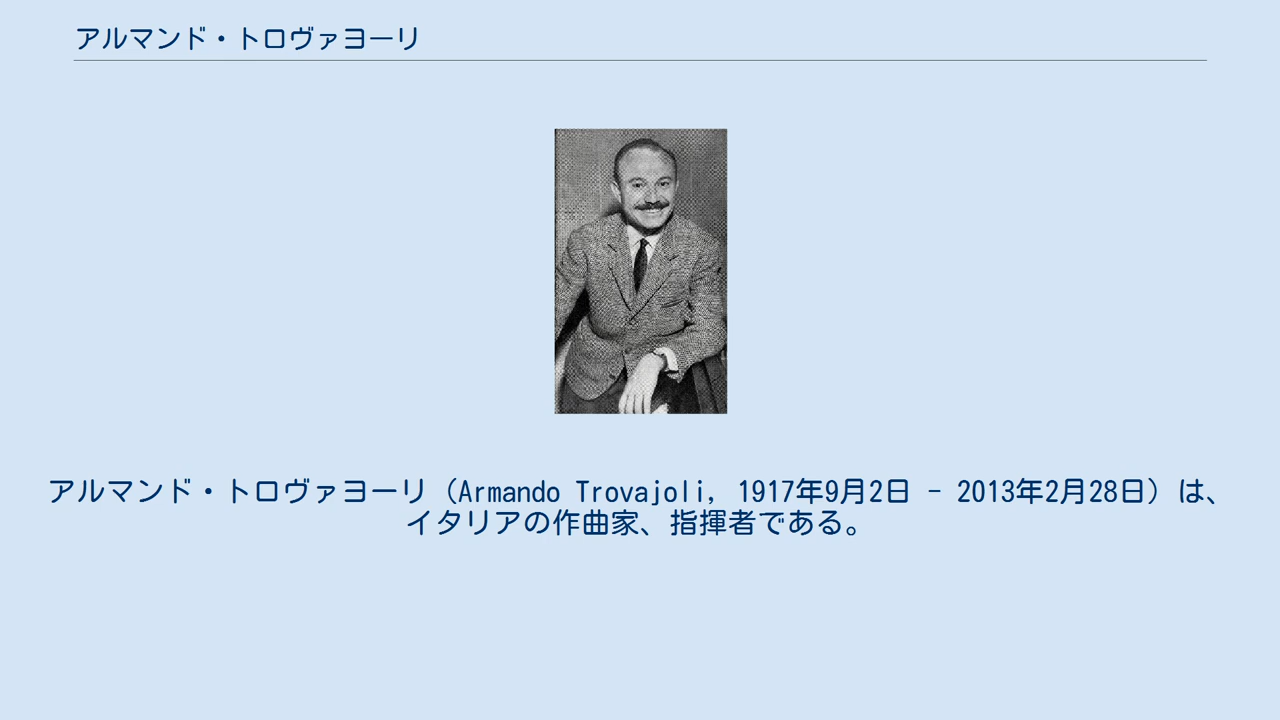 アルマンド・トロヴァヨーリ
アルマンド・トロヴァヨーリ（Armando Trovajoli, 1917年9月2日 - 2013年2月28日）は、
イタリアの作曲家、指揮者である。